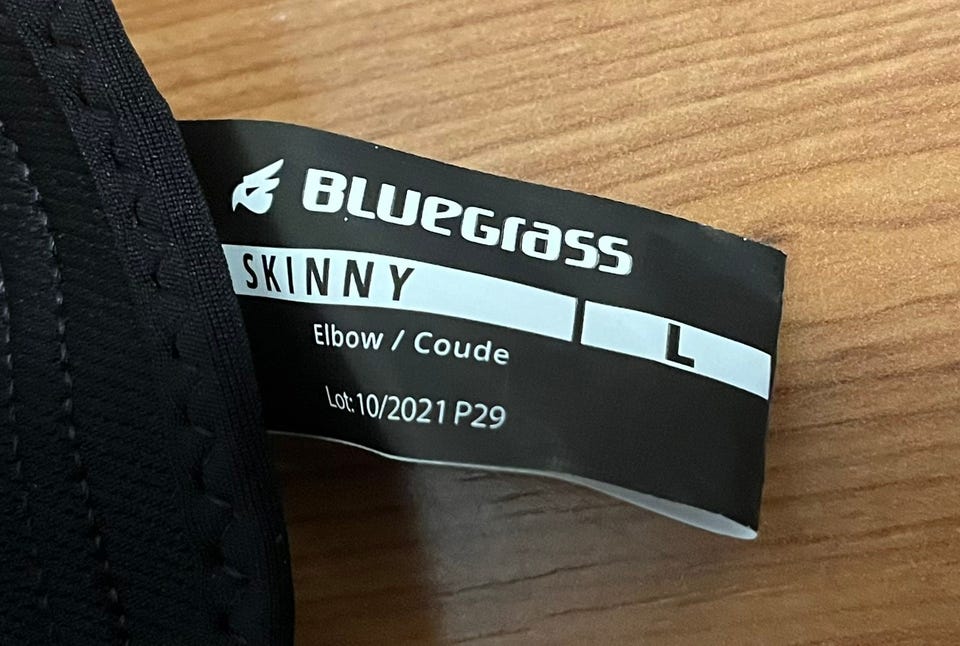 BLUEGRASS
SKINNY L
Elbow / Coude
Lot: 10/2021 P29